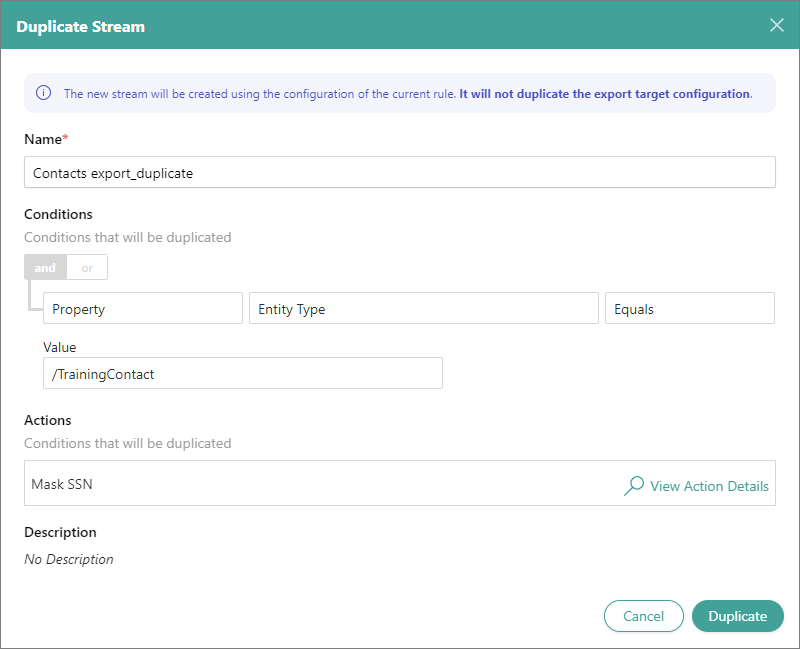 Duplicate Stream
The new stream will be created using the configuration of the current rule. It will not duplicate the export target configuration.
Name*
Contacts export_duplicate
Conditions
Conditions that will be duplicated
and or
Property Entity Type Equals
Value
/TrainingContact
Actions
Conditions that will be duplicated
Mask SSN View Action Details
Description
No Description
Cancel Duplicate